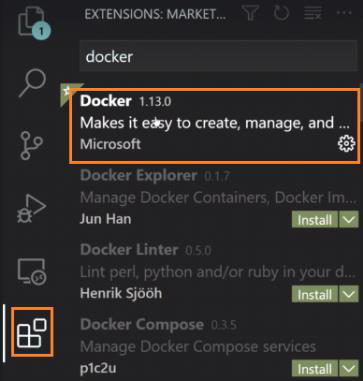 EXTENSIONS: MARKET...
1
docker
Docker 1.13.0
Makes it easy to create, manage, and ...
Microsoft
Docker Explorer 0.1.7
Manage Docker Containers, Docker Im...
Jun Han
Install
Docker Linter 0.5.0
Lint perl, python and/or ruby in your d...
Henrik Sjööh
Install
Docker Compose 0.3.5
Manage Docker Compose services
p1c2u
Install